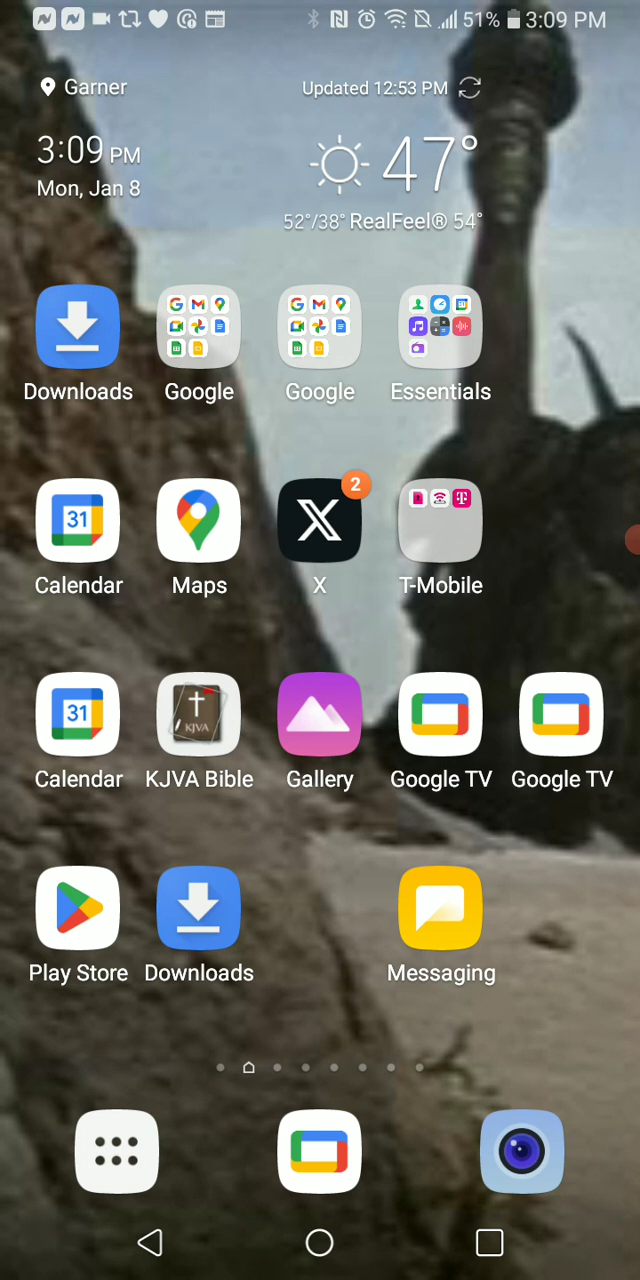 51% 3:09 PM
Garner
Updated 12:53 PM
3:09 PM
47°
Mon, Jan 8
52°/38° RealFeel® 54°
Downloads
Google
Google
Essentials
31
2
X
T
Calendar
Maps
X
T-Mobile
31
KJVA
Calendar
KJVA Bible
Gallery
Google TV
Google TV
Play Store
Downloads
Messaging